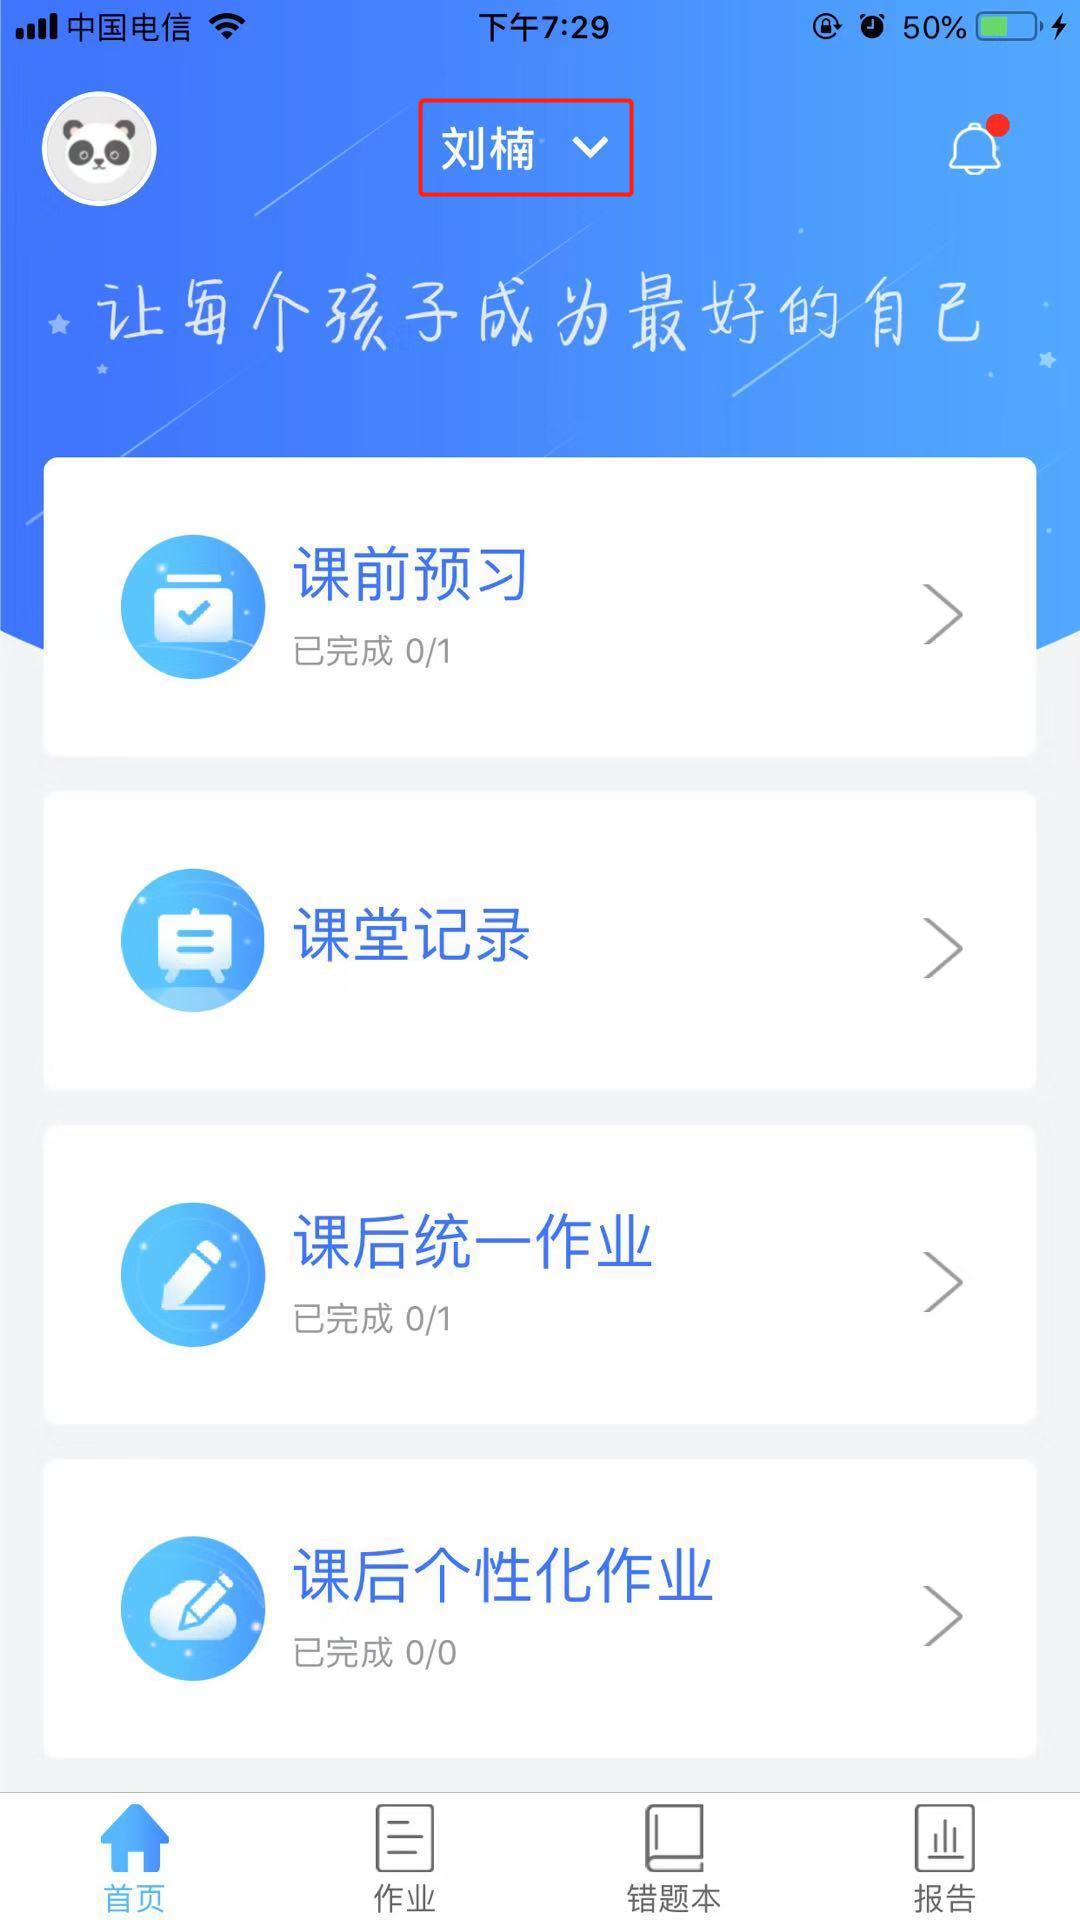 中国电信 下午7:29 50%
刘楠
让每个孩子成为最好的自己
课前预习
已完成 0/1
课堂记录
课后统一作业
已完成 0/1
课后个性化作业
已完成 0/0
首页 作业 错题本 报告